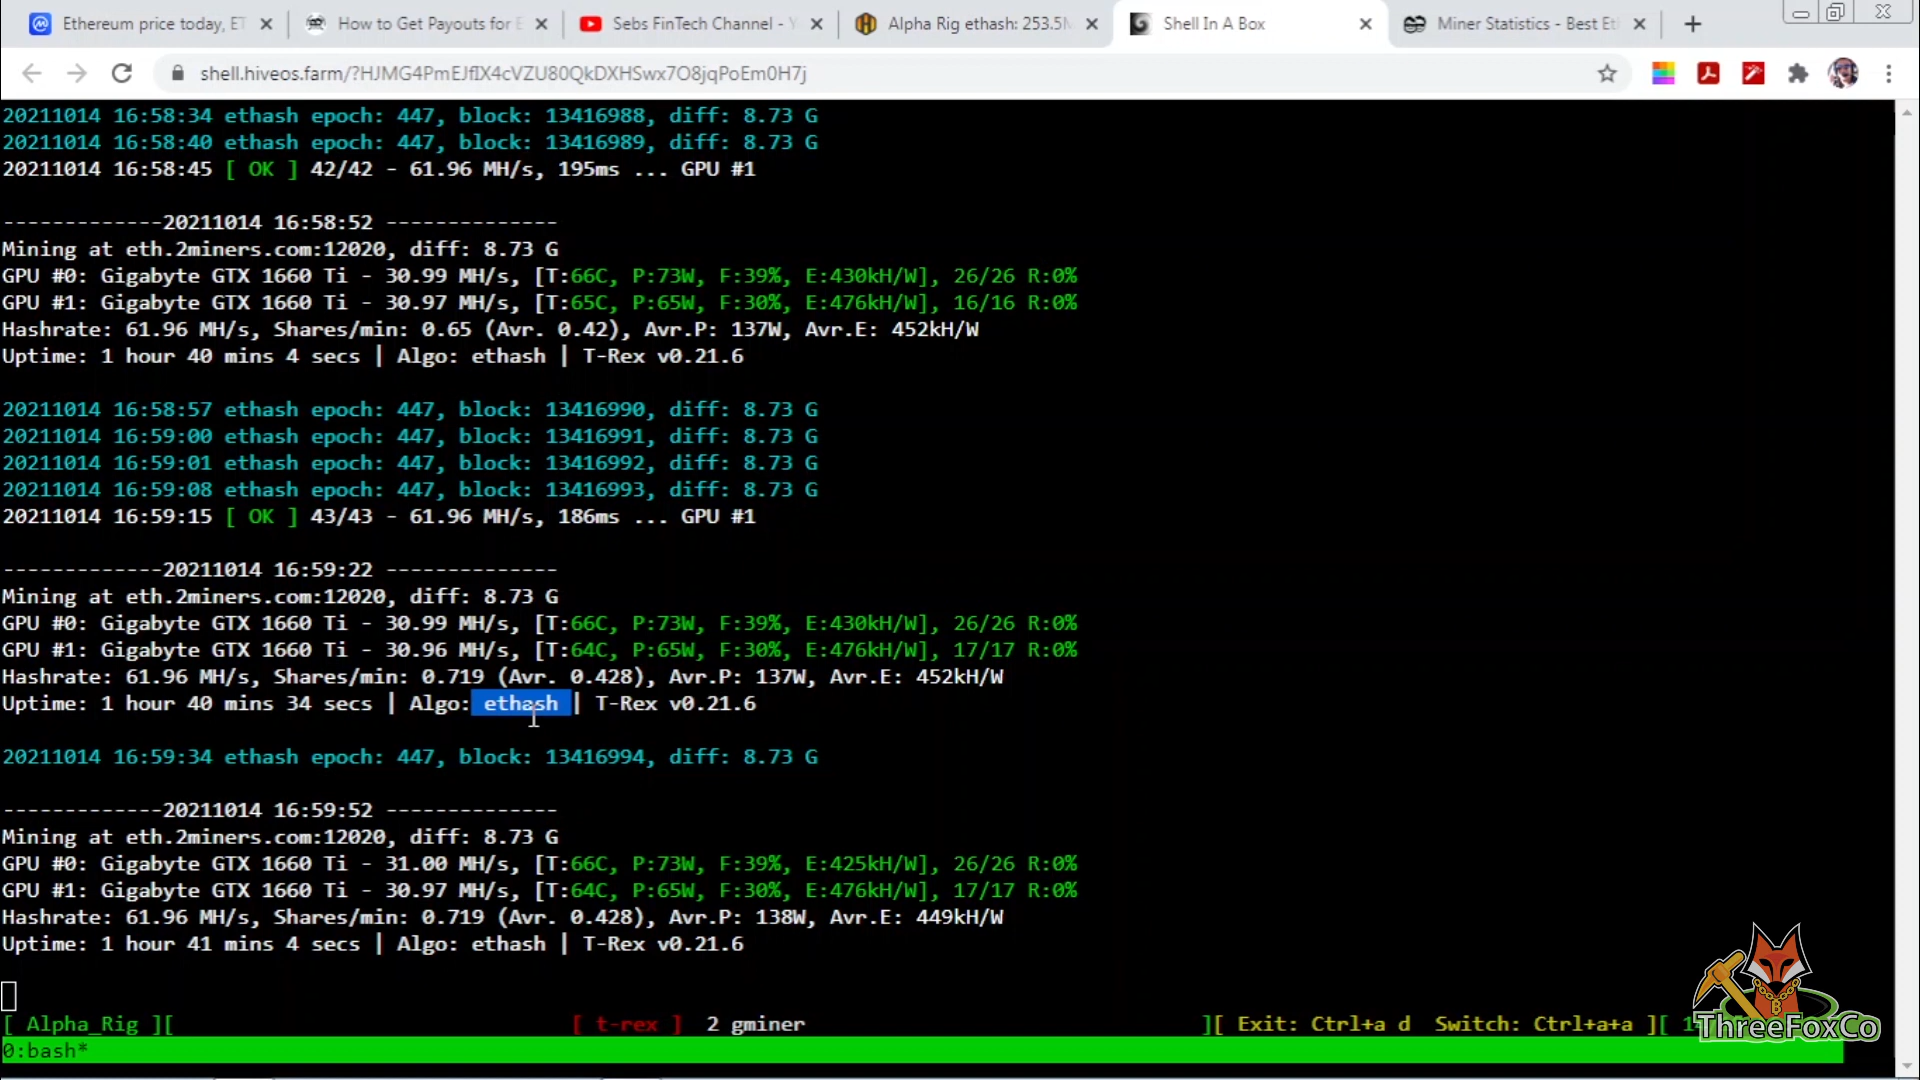 Ethereum price today, ET
How to Get Payouts for E
Sebs FinTech Channel - Y
Alpha Rig ethash: 253.5M
Shell In A Box
Miner Statistics - Best Et
shell.hiveos.farm/?HJMG4PmEJfIX4cVZU80QkDXHSwx7O8jqPoEm0H7j
20211014 16:58:34 ethash epoch: 447, block: 13416988, diff: 8.73 G
20211014 16:58:40 ethash epoch: 447, block: 13416989, diff: 8.73 G
20211014 16:58:45 [ OK ] 42/42 - 61.96 MH/s, 195ms ... GPU #1
-------------20211014 16:58:52 --------------
Mining at eth.2miners.com:12020, diff: 8.73 G
GPU #0: Gigabyte GTX 1660 Ti - 30.99 MH/s, [T:66C, P:73W, F:39%, E:430kH/W], 26/26 R:0%
GPU #1: Gigabyte GTX 1660 Ti - 30.97 MH/s, [T:65C, P:65W, F:30%, E:476kH/W], 16/16 R:0%
Hashrate: 61.96 MH/s, Shares/min: 0.65 (Avr. 0.42), Avr.P: 137W, Avr.E: 452kH/W
Uptime: 1 hour 40 mins 4 secs | Algo: ethash | T-Rex v0.21.6
20211014 16:58:57 ethash epoch: 447, block: 13416990, diff: 8.73 G
20211014 16:59:00 ethash epoch: 447, block: 13416991, diff: 8.73 G
20211014 16:59:01 ethash epoch: 447, block: 13416992, diff: 8.73 G
20211014 16:59:08 ethash epoch: 447, block: 13416993, diff: 8.73 G
20211014 16:59:15 [ OK ] 43/43 - 61.96 MH/s, 186ms ... GPU #1
-------------20211014 16:59:22 --------------
Mining at eth.2miners.com:12020, diff: 8.73 G
GPU #0: Gigabyte GTX 1660 Ti - 30.99 MH/s, [T:66C, P:73W, F:39%, E:430kH/W], 26/26 R:0%
GPU #1: Gigabyte GTX 1660 Ti - 30.96 MH/s, [T:64C, P:65W, F:30%, E:476kH/W], 17/17 R:0%
Hashrate: 61.96 MH/s, Shares/min: 0.719 (Avr. 0.428), Avr.P: 137W, Avr.E: 452kH/W
Uptime: 1 hour 40 mins 34 secs | Algo: ethash | T-Rex v0.21.6
20211014 16:59:34 ethash epoch: 447, block: 13416994, diff: 8.73 G
-------------20211014 16:59:52 --------------
Mining at eth.2miners.com:12020, diff: 8.73 G
GPU #0: Gigabyte GTX 1660 Ti - 31.00 MH/s, [T:66C, P:73W, F:39%, E:425kH/W], 26/26 R:0%
GPU #1: Gigabyte GTX 1660 Ti - 30.97 MH/s, [T:64C, P:65W, F:30%, E:476kH/W], 17/17 R:0%
Hashrate: 61.96 MH/s, Shares/min: 0.719 (Avr. 0.428), Avr.P: 138W, Avr.E: 449kH/W
Uptime: 1 hour 41 mins 4 secs | Algo: ethash | T-Rex v0.21.6
[ Alpha_Rig ][ [ t-rex ] 2 gminer ][ Exit: Ctrl+a d Switch: Ctrl+a+a ][
ThreeFoxCo
0:bash*